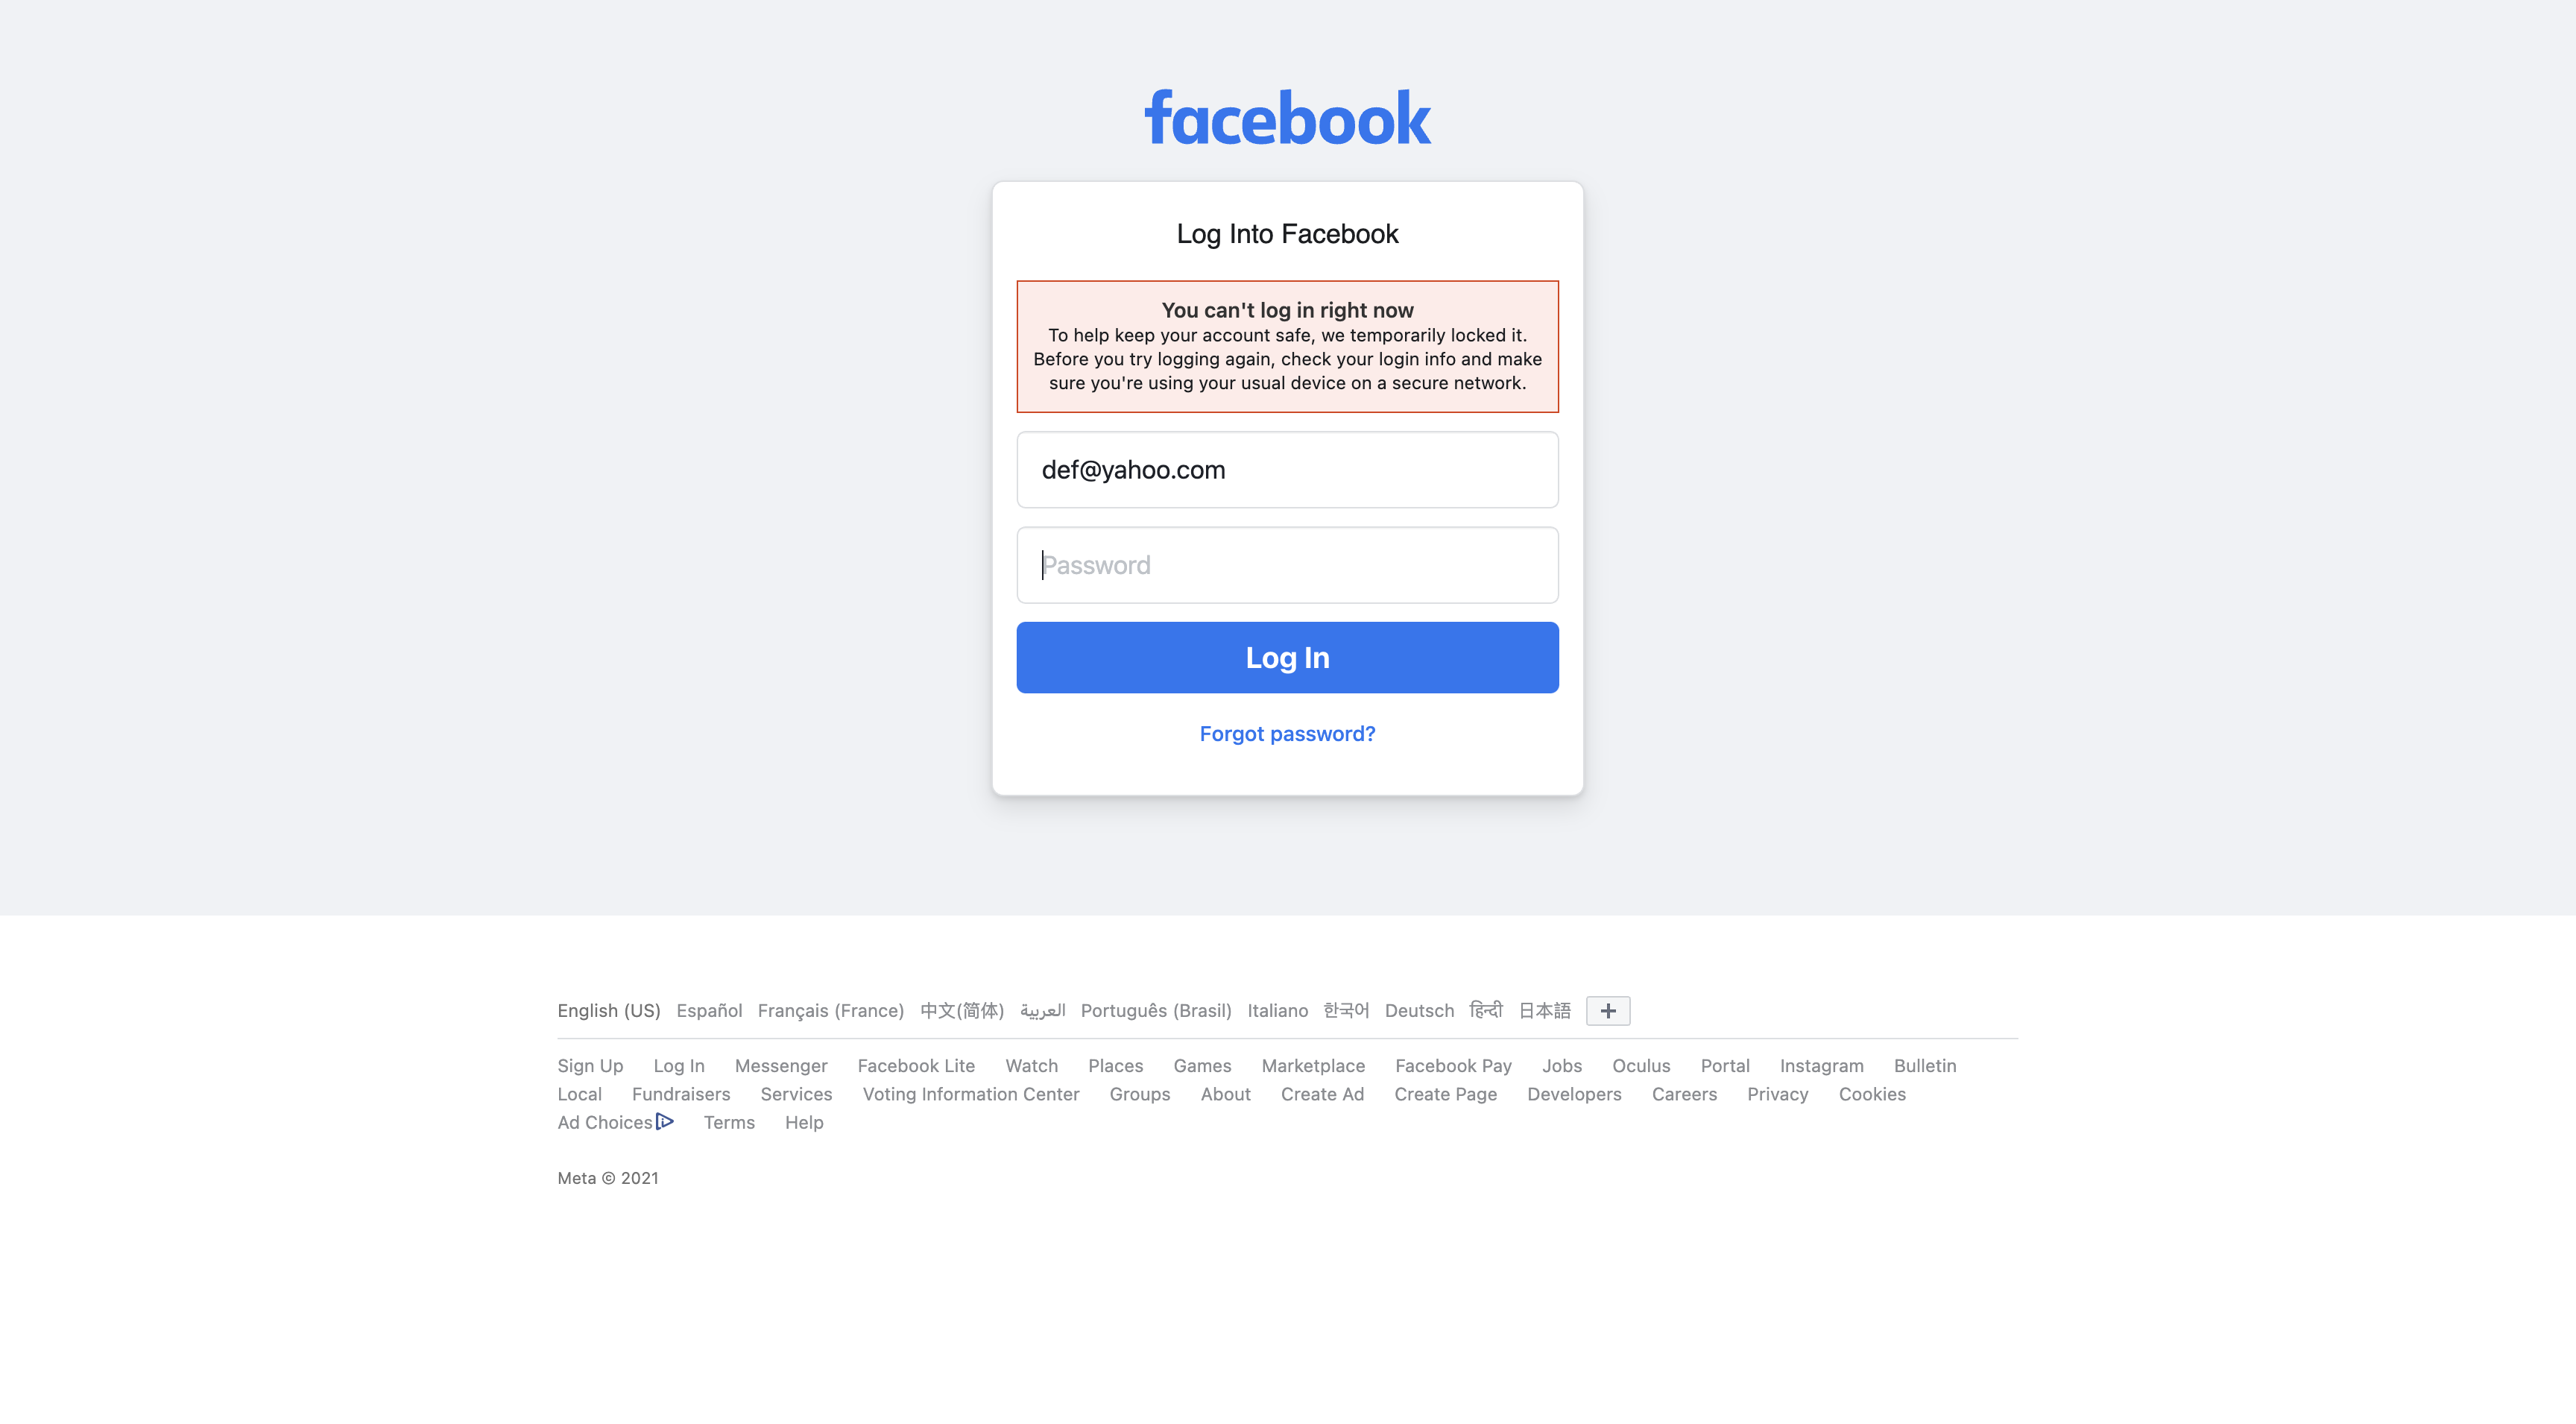 facebook
Log Into Facebook
You can't log in right now
To help keep your account safe, we temporarily locked it.
Before you try logging again, check your login info and make
sure you're using your usual device on a secure network.
def@yahoo.com
Password
Log In
Forgot password?
English (US) Español Français (France) 中文(简体) العربية Português (Brasil) Italiano 한국어 Deutsch हिन्दी 日本語 +
Sign Up Log In Messenger Facebook Lite Watch Places Games Marketplace Facebook Pay Jobs Oculus Portal Instagram Bulletin
Local Fundraisers Services Voting Information Center Groups About Create Ad Create Page Developers Careers Privacy Cookies
Ad Choices Terms Help
Meta © 2021